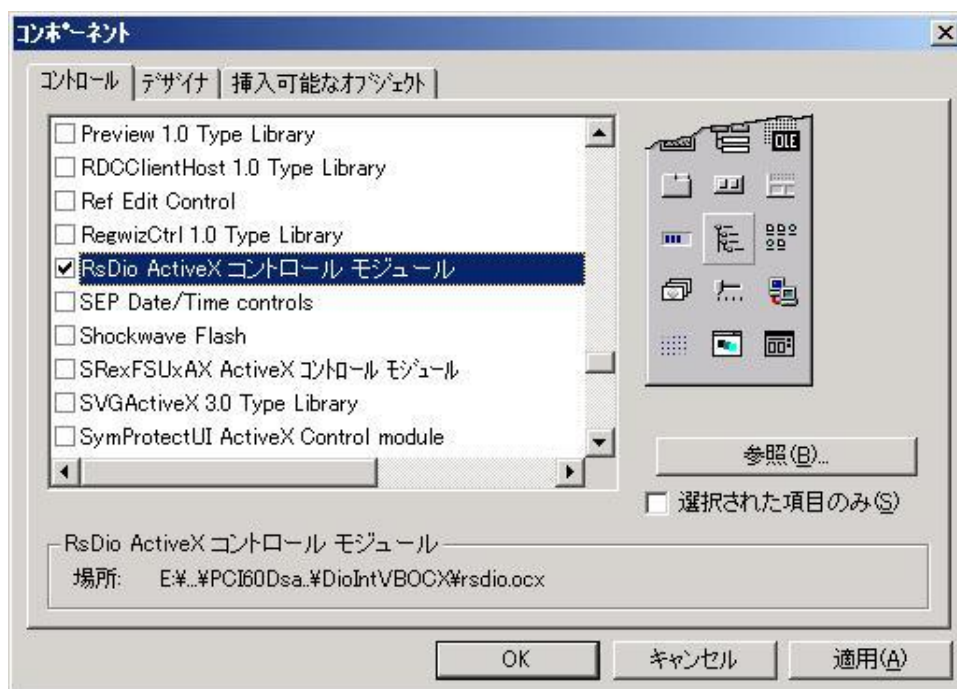 コンポーネント
コントロール デザイナ 挿入可能なオブジェクト
Preview 1.0 Type Library
RDCClientHost 1.0 Type Library
Ref Edit Control
RegwizCtrl 1.0 Type Library
RsDio ActiveX コントロール モジュール
SEP Date/Time controls
Shockwave Flash
SRexFSUxAX ActiveX コントロール モジュール
SVGActiveX 3.0 Type Library
SymProtectUI ActiveX Control module
OLE
参照(B)...
選択された項目のみ(S)
RsDio ActiveX コントロール モジュール
場所: E:¥...¥PCI60Dsa..¥DioIntVBOCX¥rsdio.ocx
OK キャンセル 適用(A)